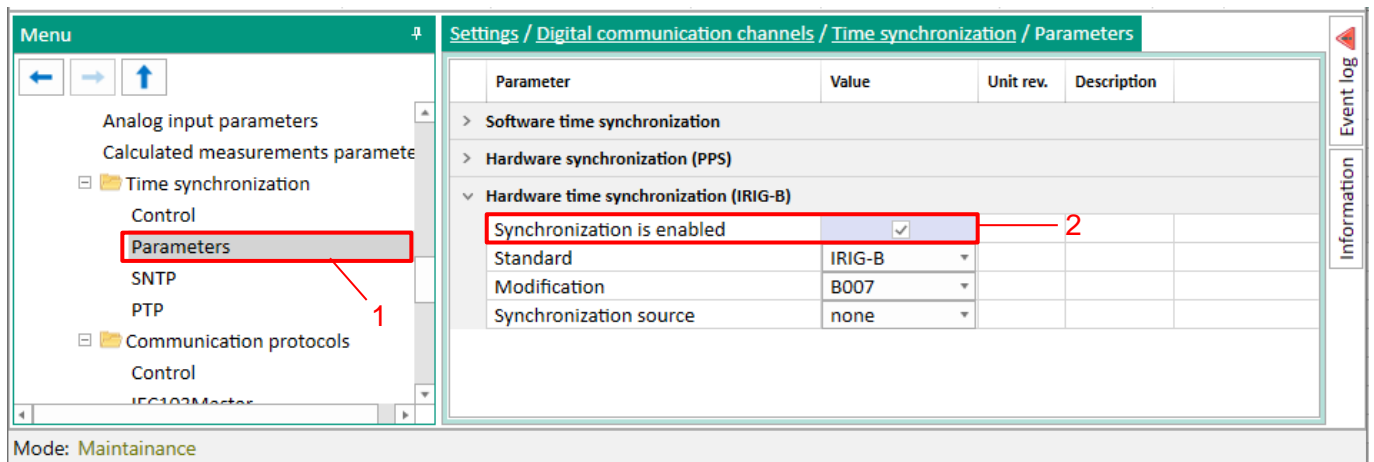 Menu
Analog input parameters
Calculated measurements paramete
Time synchronization
Control
Parameters
SNTP
PTP
1
Communication protocols
Control
IEC103Master
Settings / Digital communication channels / Time synchronization / Parameters
Parameter Value Unit rev. Description
Software time synchronization
Hardware synchronization (PPS)
Hardware time synchronization (IRIG-B)
Synchronization is enabled 2
Standard IRIG-B
Modification B007
Synchronization source none
Event log
Information
Mode: Maintainance